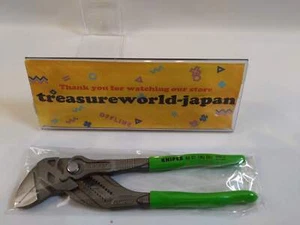 Thank you for watching our store
treasureworld-japan
OFFLINE
KNIPEX